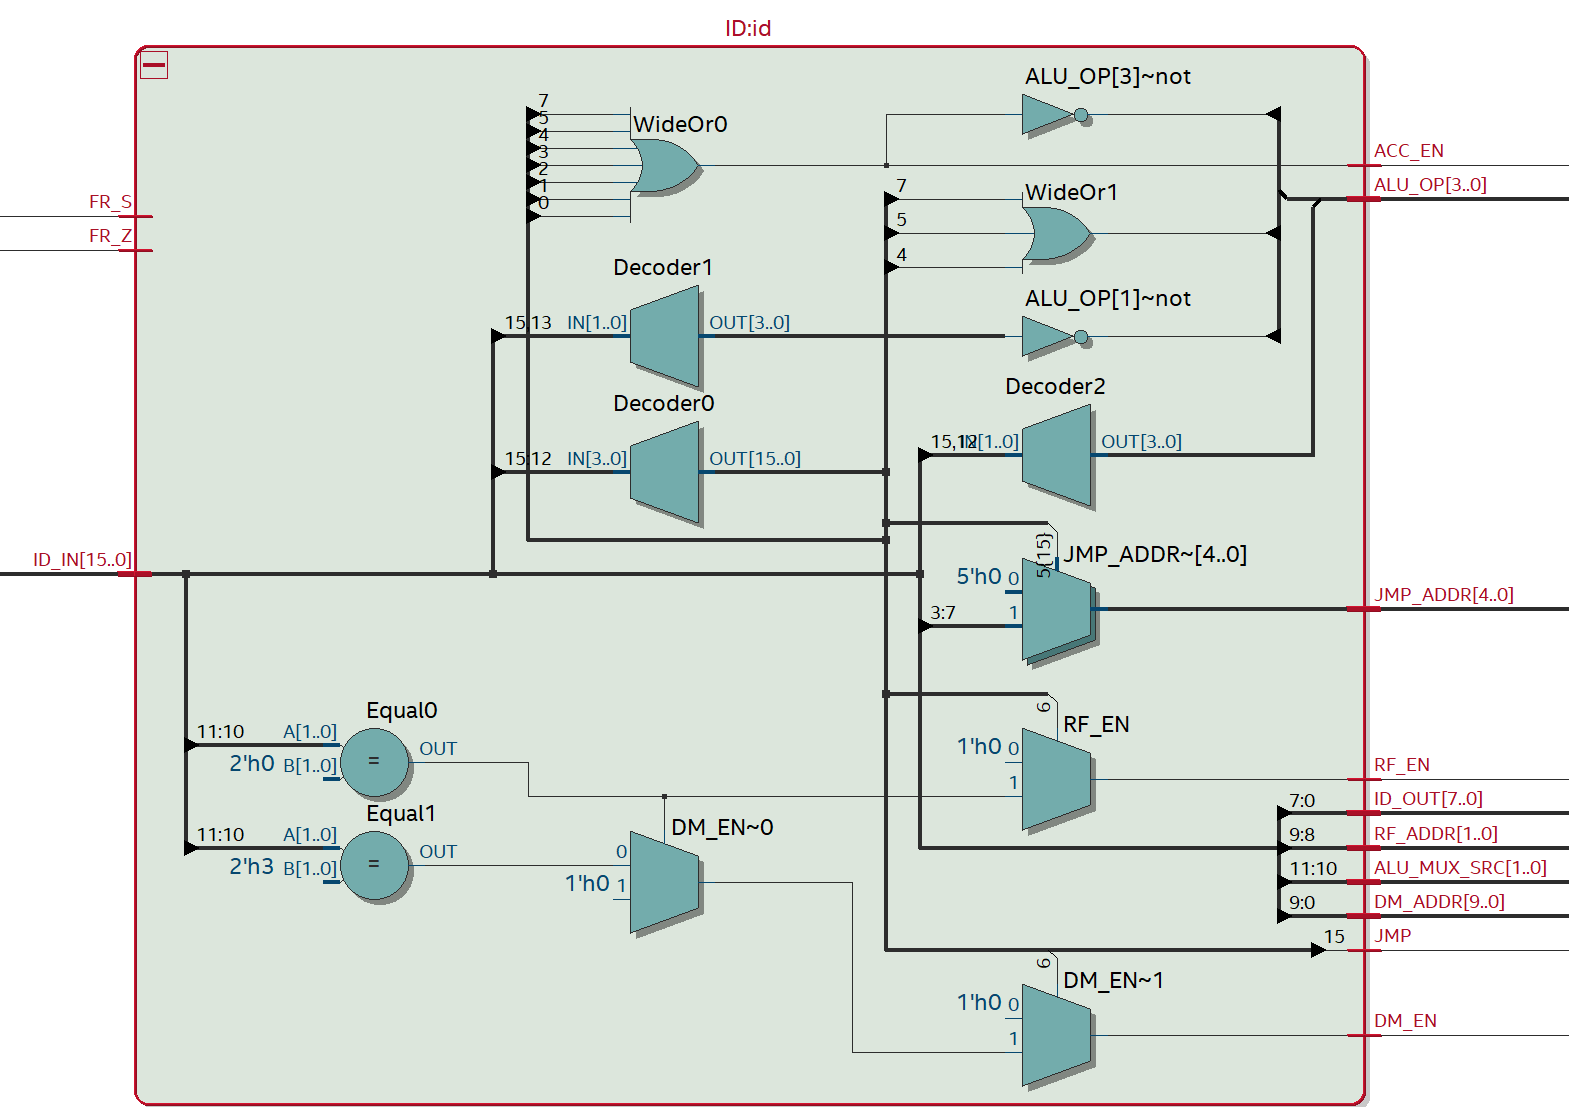 ID:id
ALU_OP[3]~not
7
5
4
3
2
1
0
WideOr0
ACC_EN
ALU_OP[3..0]
FR_S
FR_Z
7
5
4
WideOr1
Decoder1
15,13
IN[1..0]
OUT[3..0]
ALU_OP[1]~not
Decoder0
15:12
IN[3..0]
OUT[15..0]
Decoder2
15,12
IN[1..0]
OUT[3..0]
ID_IN[15..0]
5{15}
JMP_ADDR~[4..0]
5'h0 0
3:7 1
JMP_ADDR[4..0]
Equal0
11:10 A[1..0]
2'h0 B[1..0]
=
OUT
6
RF_EN
1'h0 0
1
RF_EN
7:0 ID_OUT[7..0]
9:8 RF_ADDR[1..0]
11:10 ALU_MUX_SRC[1..0]
9:0 DM_ADDR[9..0]
15 JMP
Equal1
11:10 A[1..0]
2'h3 B[1..0]
=
OUT
DM_EN~0
0
1'h0 1
6
DM_EN~1
1'h0 0
1
DM_EN